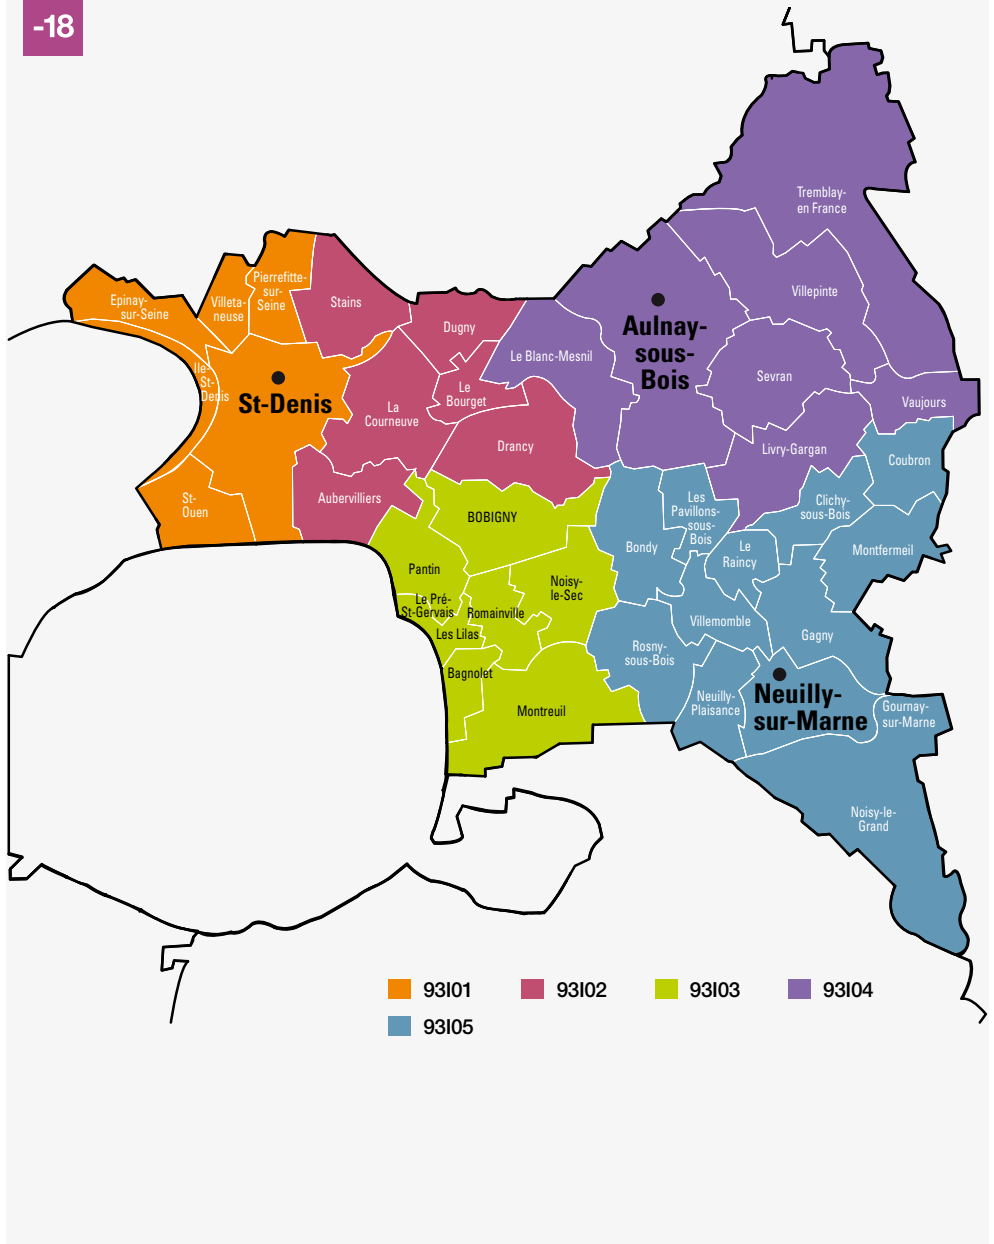 -18
Tremblay-
en France
Villepinte
Pierrefitte-
sur-
Seine
Epinay-
sur-Seine
Villeta-
neuse
Stains
Dugny
Aulnay-
sous-
Bois
Le Blanc-Mesnil
Ile-
St-
Denis
St-Denis
Sevran
Le
Bourget
La
Courneuve
Vaujours
Drancy
Livry-Gargan
Coubron
St-
Ouen
Aubervilliers
BOBIGNY
Les
Pavillons-
sous-
Bois
Clichy-
sous-Bois
Bondy
Le
Raincy
Montfermeil
Pantin
Noisy-
le-Sec
Le Pré-
St-Gervais
Romainville
Les Lilas
Villemomble
Gagny
Rosny-
sous-Bois
Bagnolet
Montreuil
Neuilly-
Plaisance
Neuilly-
sur-Marne
Gournay-
sur-Marne
Noisy-le-
Grand
93I01
93I02
93I03
93I04
93I05